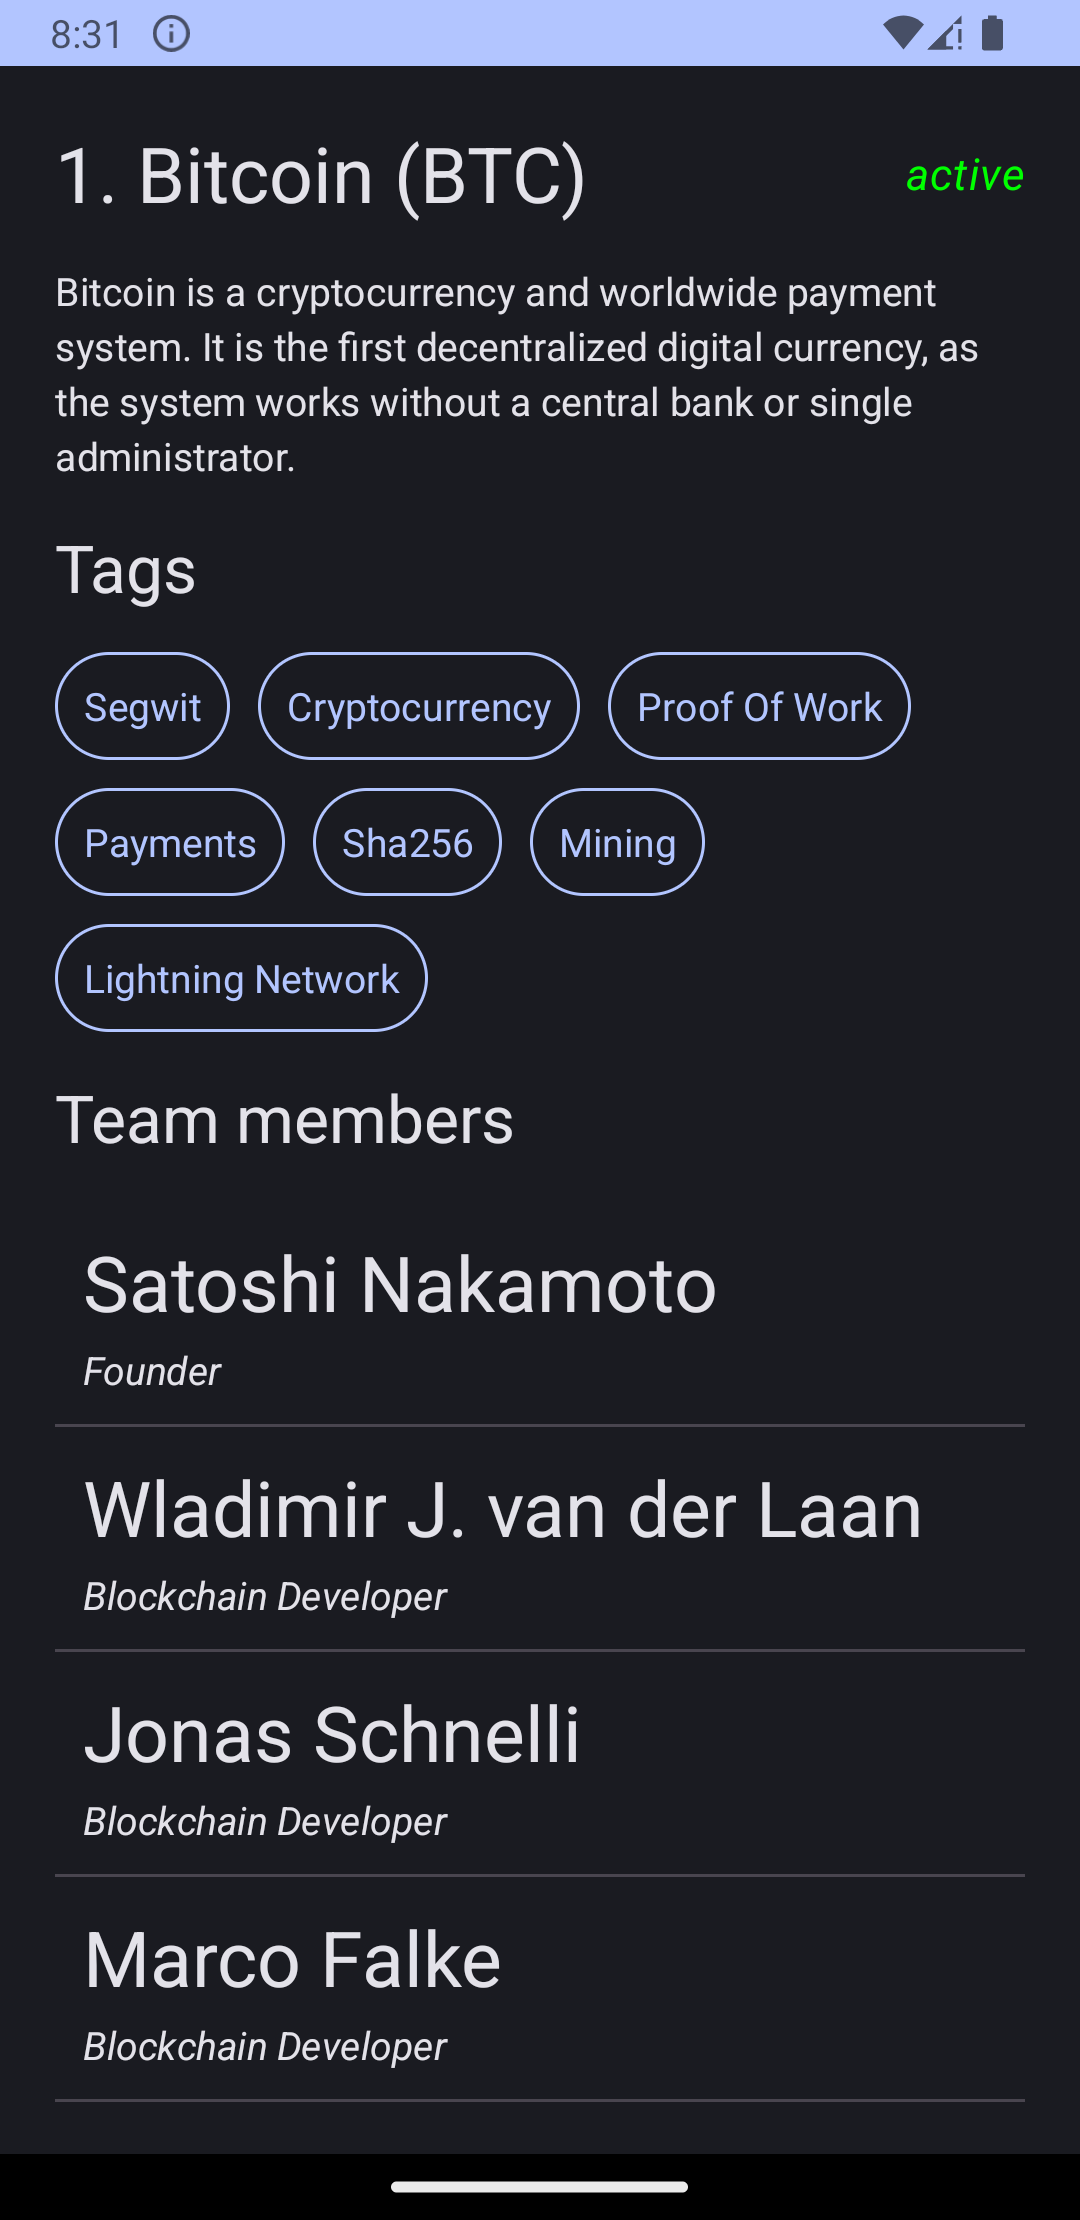 8:31
1. Bitcoin (BTC)
active
Bitcoin is a cryptocurrency and worldwide payment
system. It is the first decentralized digital currency, as
the system works without a central bank or single
administrator.
Tags
Segwit
Cryptocurrency
Proof Of Work
Payments
Sha256
Mining
Lightning Network
Team members
Satoshi Nakamoto
Founder
Wladimir J. van der Laan
Blockchain Developer
Jonas Schnelli
Blockchain Developer
Marco Falke
Blockchain Developer